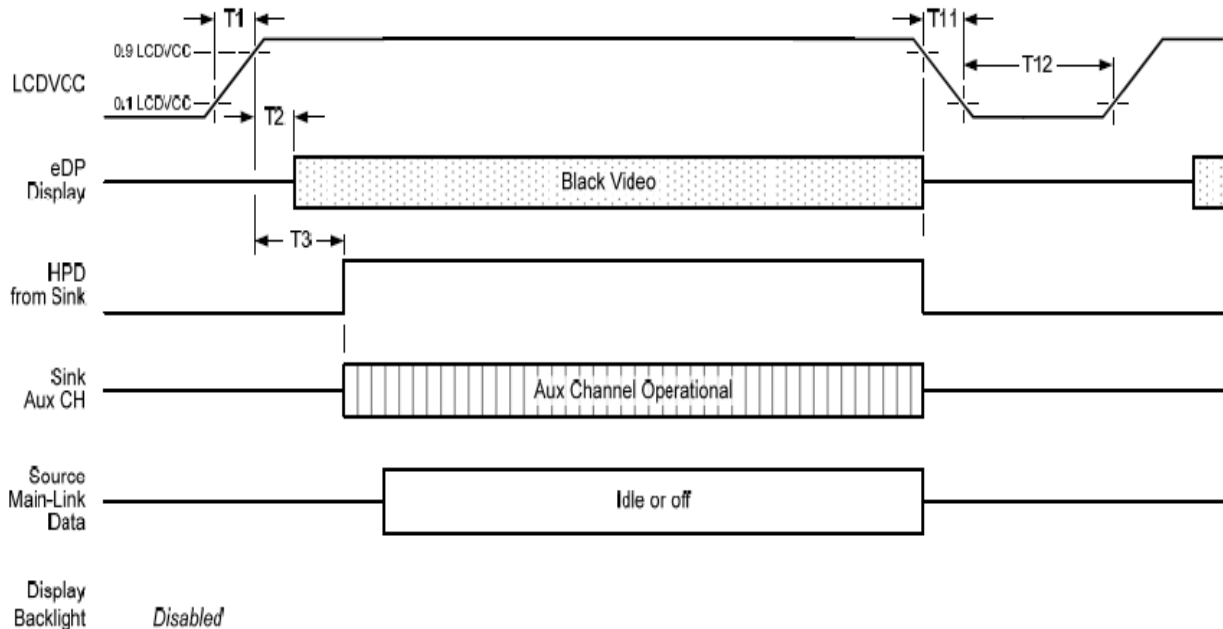 T1
T11
0.9 LCDVCC
LCDVCC
T12
0.1 LCDVCC
T2
eDP
Display
Black Video
T3
HPD
from Sink
Sink
Aux CH
Aux Channel Operational
Source
Main-Link
Data
Idle or off
Display
Backlight
Disabled